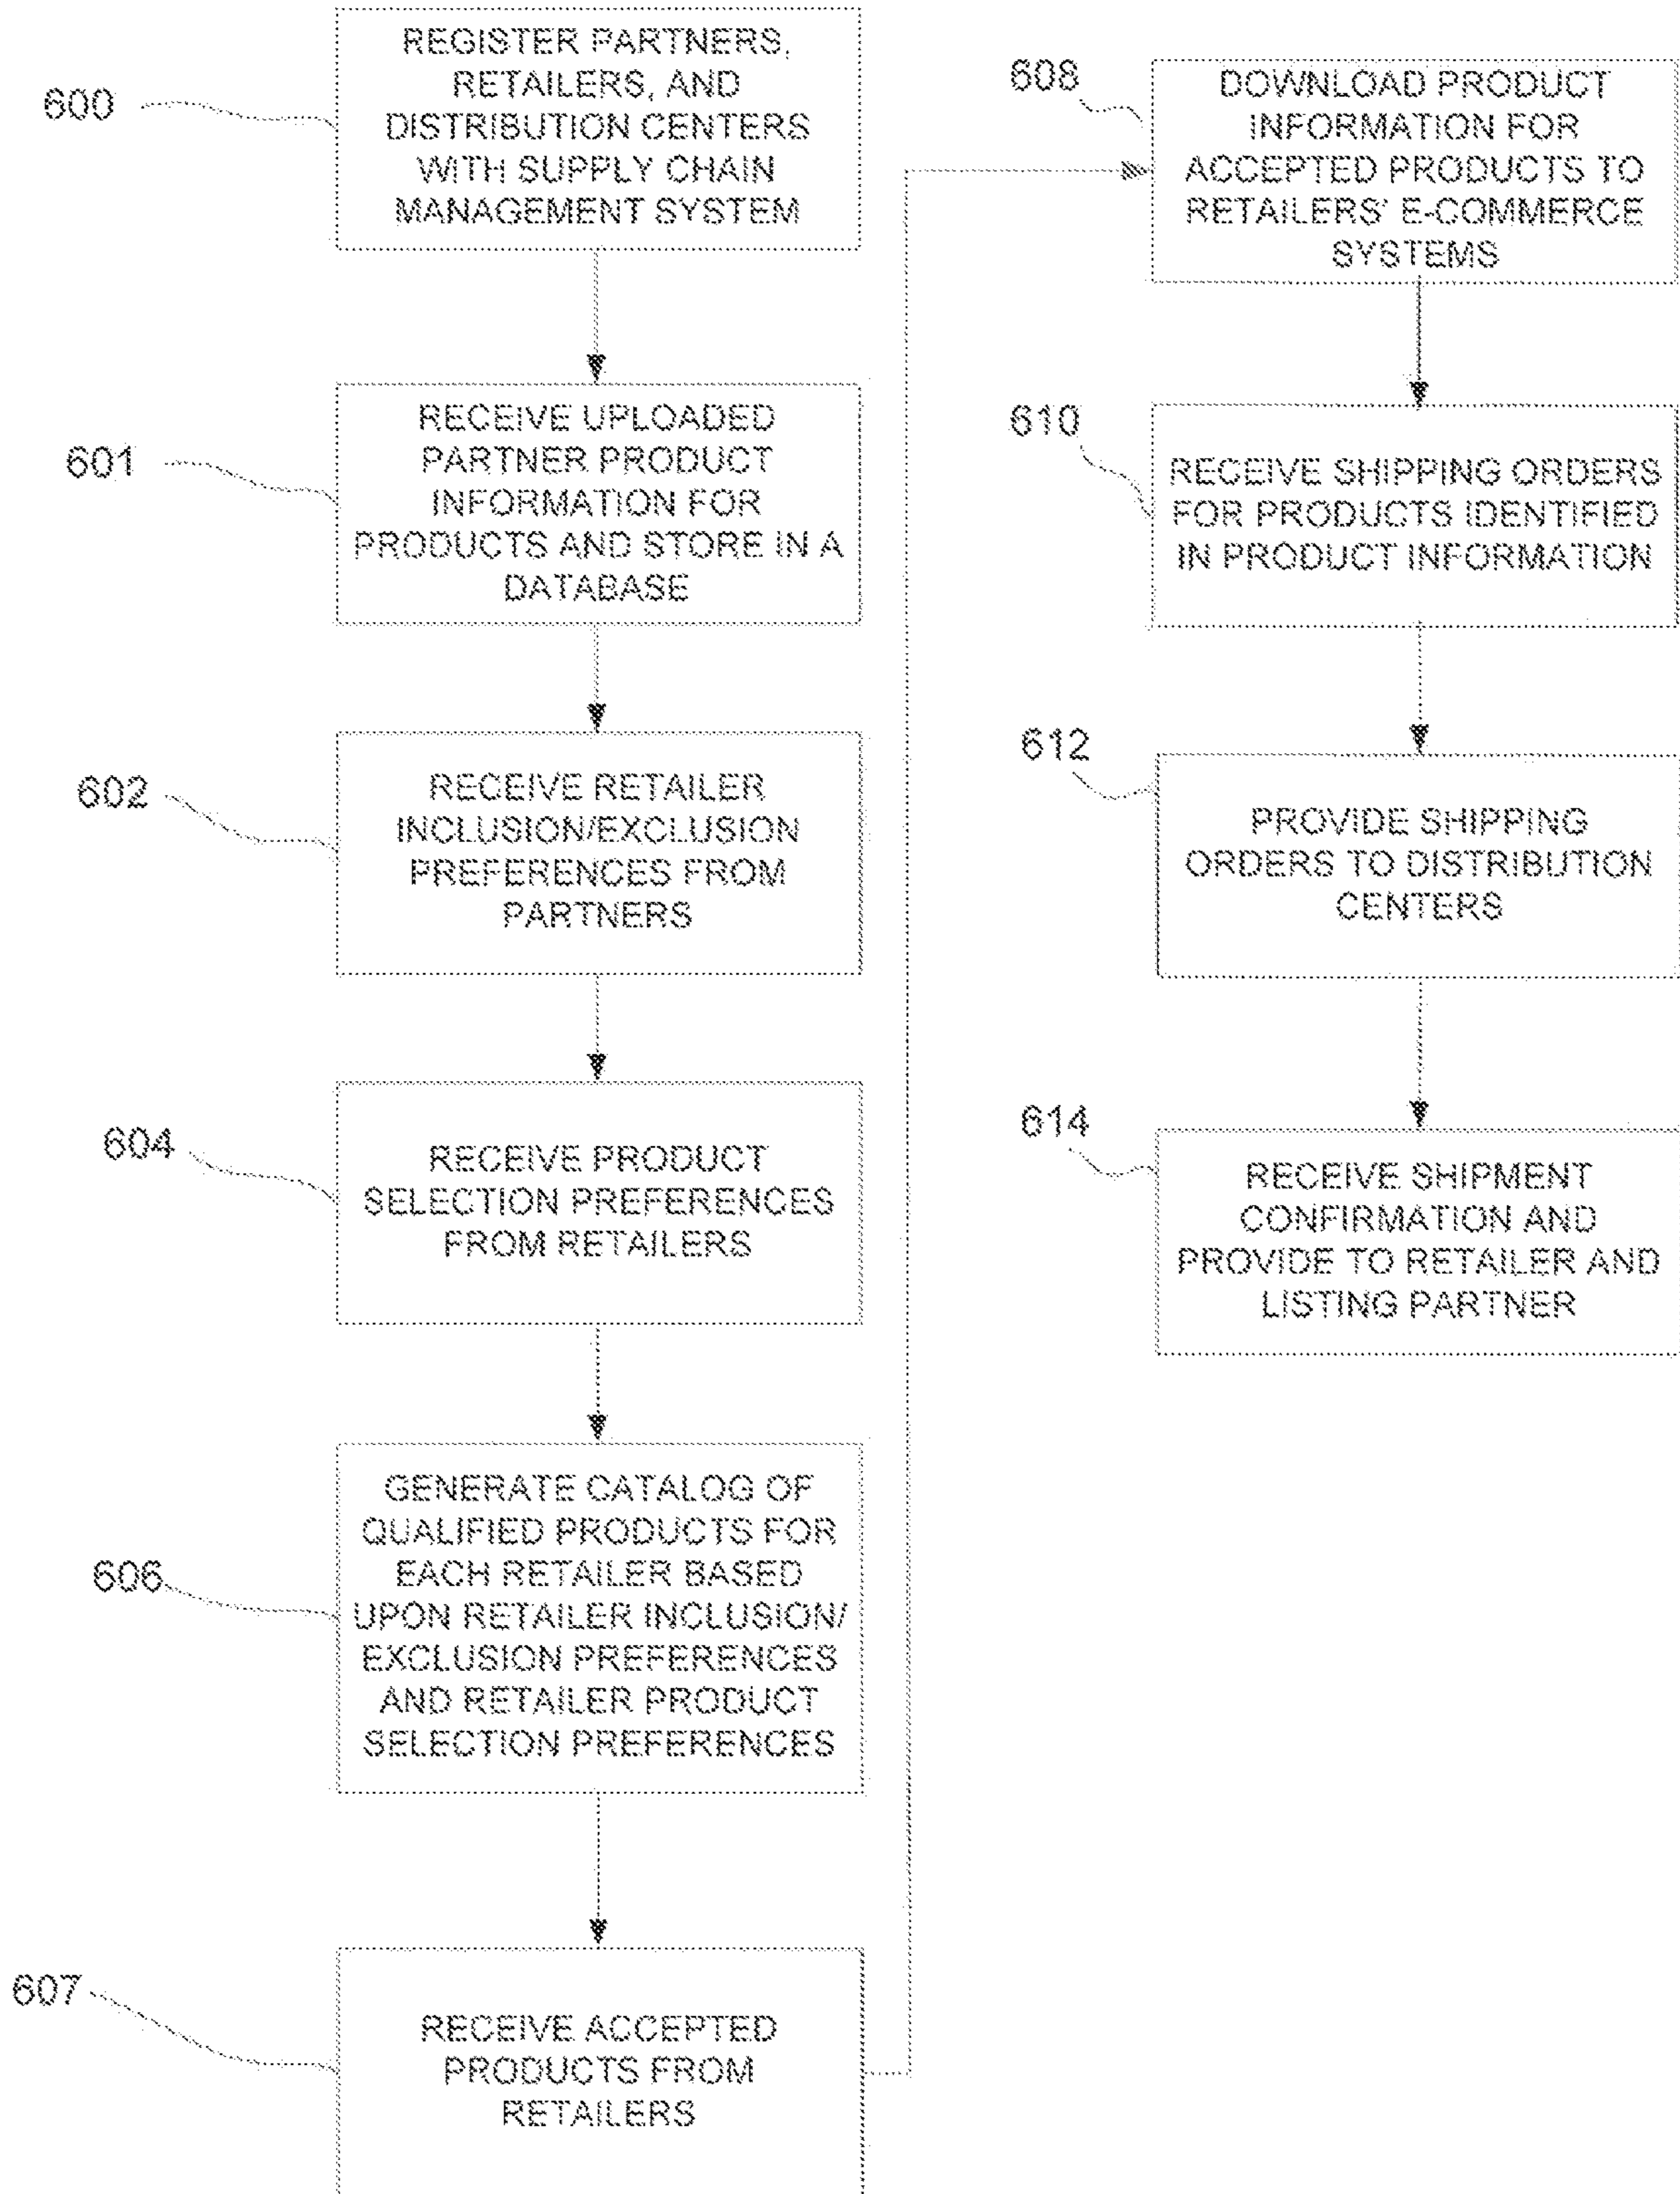 600
REGISTER PARTNERS,
RETAILERS, AND
DISTRIBUTION CENTERS
WITH SUPPLY CHAIN
MANAGEMENT SYSTEM
601
RECEIVE UPLOADED
PARTNER PRODUCT
INFORMATION FOR
PRODUCTS AND STORE IN A
DATABASE
602
RECEIVE RETAILER
INCLUSION/EXCLUSION
PREFERENCES FROM
PARTNERS
604
RECEIVE PRODUCT
SELECTION PREFERENCES
FROM RETAILERS
606
GENERATE CATALOG OF
QUALIFIED PRODUCTS FOR
EACH RETAILER BASED
UPON RETAILER INCLUSION/
EXCLUSION PREFERENCES
AND RETAILER PRODUCT
SELECTION PREFERENCES
607
RECEIVE ACCEPTED
PRODUCTS FROM
RETAILERS
608
DOWNLOAD PRODUCT
INFORMATION FOR
ACCEPTED PRODUCTS TO
RETAILERS' E-COMMERCE
SYSTEMS
610
RECEIVE SHIPPING ORDERS
FOR PRODUCTS IDENTIFIED
IN PRODUCT INFORMATION
612
PROVIDE SHIPPING
ORDERS TO DISTRIBUTION
CENTERS
614
RECEIVE SHIPMENT
CONFIRMATION AND
PROVIDE TO RETAILER AND
LISTING PARTNER